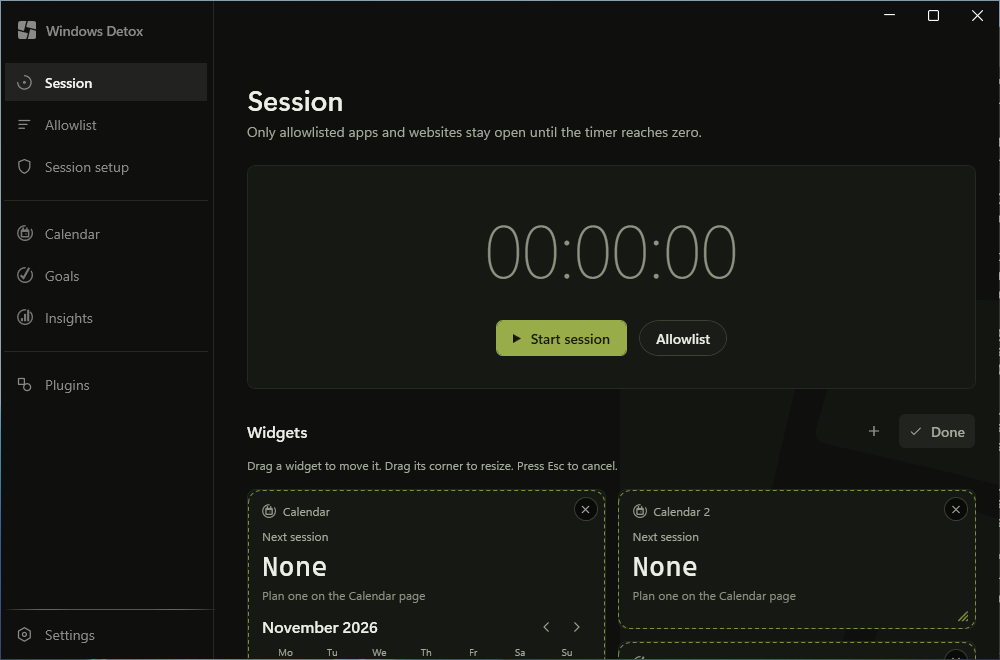 Windows Detox
Session
Allowlist
Session setup
Calendar
Goals
Insights
Plugins
Settings
Session
Only allowlisted apps and websites stay open until the timer reaches zero.
00:00:00
Start session
Allowlist
Widgets
Done
Drag a widget to move it. Drag its corner to resize. Press Esc to cancel.
Calendar
Next session
None
Plan one on the Calendar page
November 2026
Mo Tu We Th Fr Sa Su
Calendar 2
Next session
None
Plan one on the Calendar page